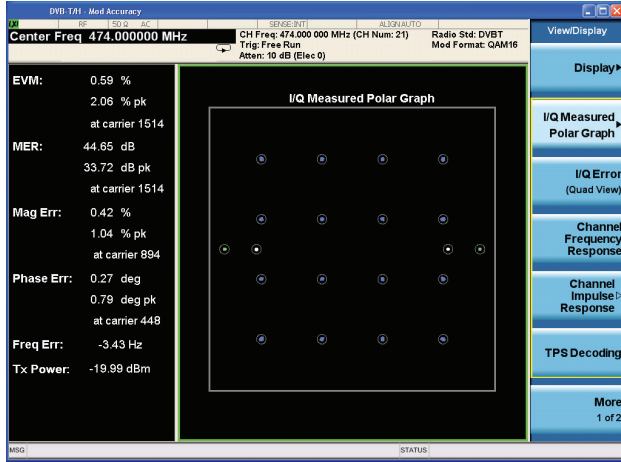 DVB-T/H - Mod Accuracy
LXI RF 50 Ω AC SENSE:INT ALIGN AUTO
Center Freq 474.000000 MHz
CH Freq: 474.000 000 MHz (CH Num: 21)
Trig: Free Run
Atten: 10 dB (Elec 0)
Radio Std: DVBT
Mod Format: QAM16
View/Display
Display
I/Q Measured
Polar Graph
I/Q Error
(Quad View)
Channel
Frequency
Response
Channel
Impulse
Response
TPS Decoding
More
1 of 2
EVM: 0.59 %
2.06 % pk
at carrier 1514
MER: 44.65 dB
33.72 dB pk
at carrier 1514
Mag Err: 0.42 %
1.04 % pk
at carrier 894
Phase Err: 0.27 deg
0.79 deg pk
at carrier 448
Freq Err: -3.43 Hz
Tx Power: -19.99 dBm
I/Q Measured Polar Graph
MSG STATUS